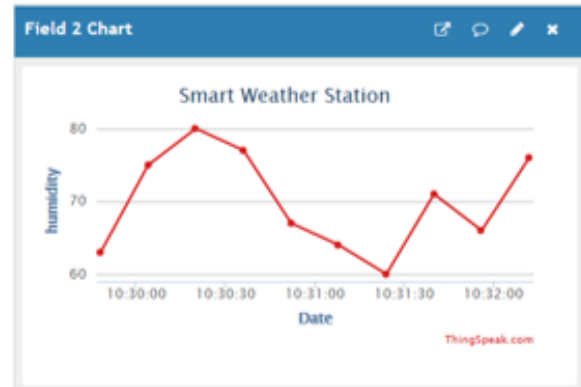 Field 2 Chart
Smart Weather Station
80
70
60
humidity
10:30:00 10:30:30 10:31:00 10:31:30 10:32:00
Date
ThingSpeak.com